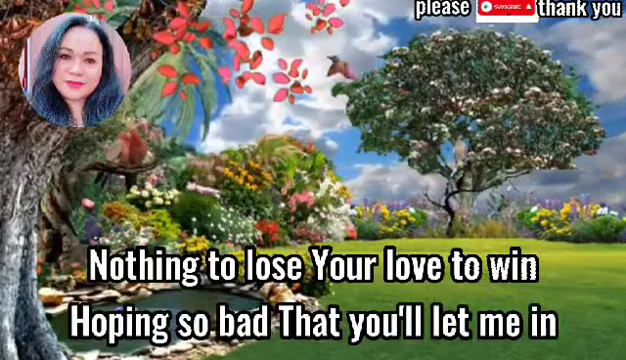 please SUBSCRIBE thank you
Nothing to lose Your love to win
Hoping so bad That you'll let me in